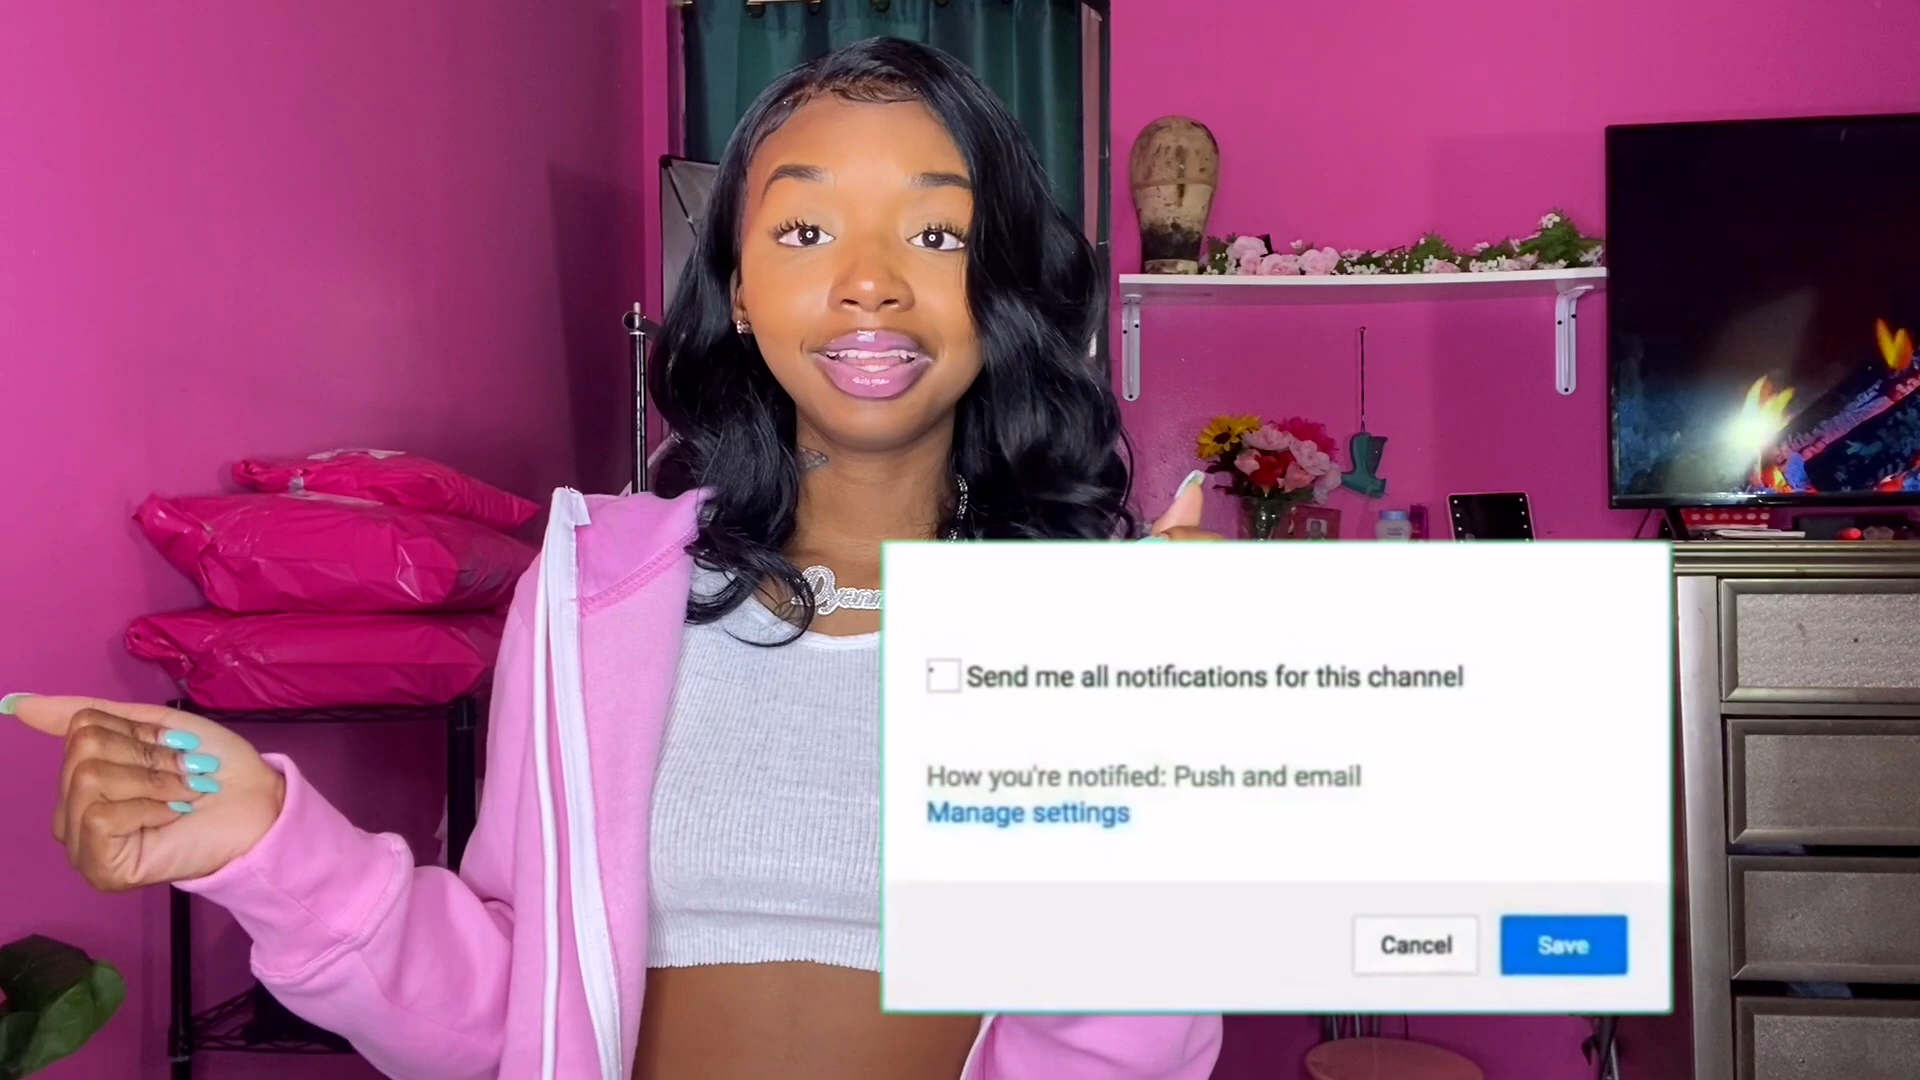 Send me all notifications for this channel
How you're notified: Push and email
Manage settings
Cancel
Save